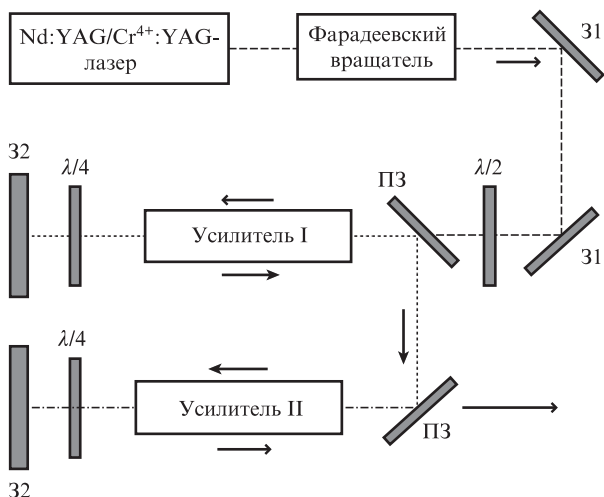 Nd:YAG/Cr⁴⁺:YAG-
лазер
Фарадеевский
вращатель
З1
З2
λ/4
ПЗ
λ/2
Усилитель I
З1
λ/4
Усилитель II
ПЗ
З2